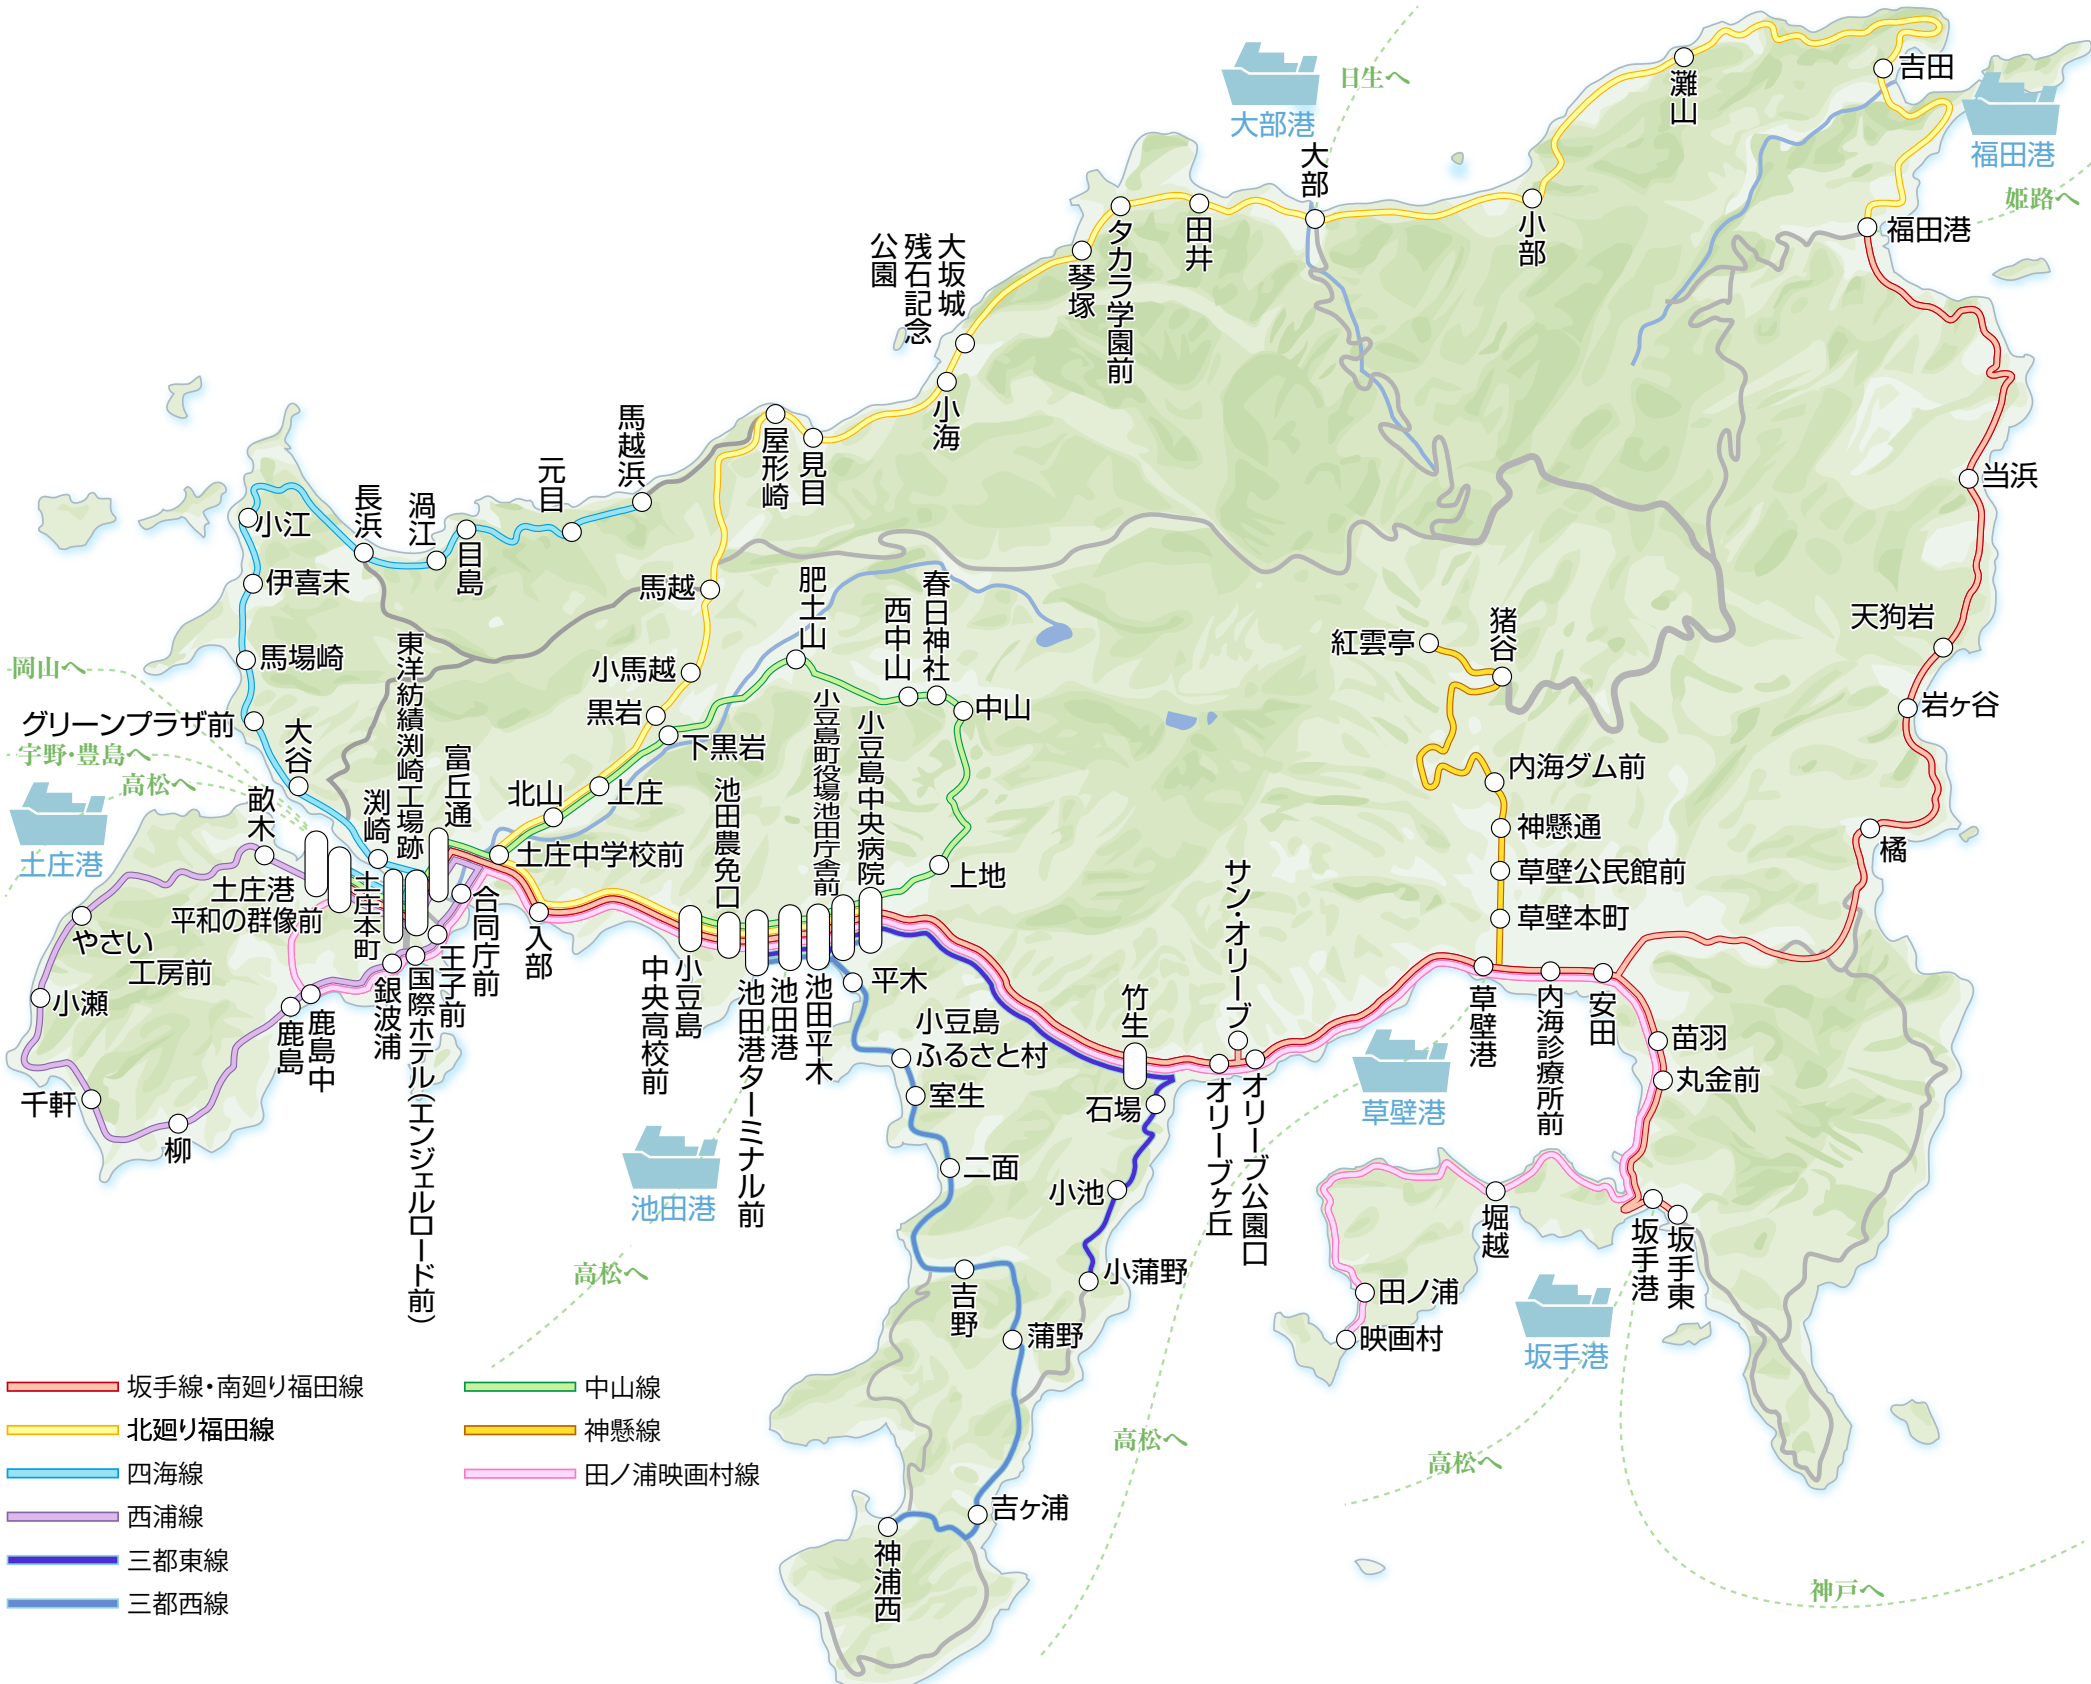 日生へ
大部港
大部
灘山
吉田
福田港
姫路へ
福田港
小部
田井
タカラ学園前
琴塚
大坂城
残石記念
公園
小海
見目
屋形崎
馬越浜
元目
目島
渦江
長浜
小江
伊喜末
馬場崎
グリーンプラザ前
大谷
岡山へ
宇野・豊島へ
高松へ
土庄港
馬越
小馬越
黒岩
下黒岩
上庄
北山
土庄中学校前
肥土山
西中山
春日神社
中山
上地
東洋紡績渕崎工場跡
富丘通
渕崎
畝木
土庄港
平和の群像前
土庄本町
やさい
工房前
小瀬
千軒
柳
鹿島
鹿島中
銀波浦
国際ホテル(エンジェルロード前)
王子前
合同庁前
入部
池田農免口
小豆島町役場池田庁舎前
小豆島中央病院
小豆島
中央高校前
池田港ターミナル前
池田港
池田平木
平木
小豆島
ふるさと村
室生
二面
吉野
蒲野
吉ヶ浦
神浦西
池田港
高松へ
竹生
石場
小池
小蒲野
サン・オリーブ
オリーブヶ丘
オリーブ公園口
高松へ
紅雲亭
猪谷
内海ダム前
神懸通
草壁公民館前
草壁本町
草壁港
草壁港
内海診療所前
安田
苗羽
丸金前
当浜
天狗岩
岩ヶ谷
橘
堀越
田ノ浦
映画村
坂手港
坂手東
坂手港
高松へ
神戸へ
坂手線・南廻り福田線
北廻り福田線
四海線
西浦線
三都東線
三都西線
中山線
神懸線
田ノ浦映画村線